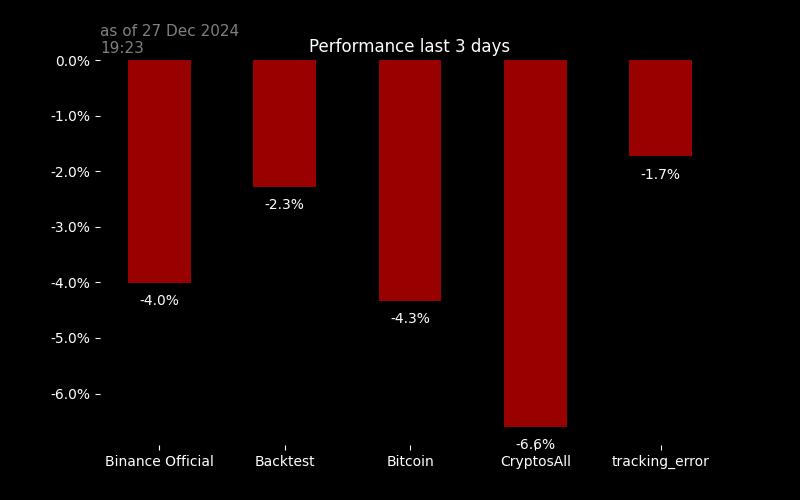 as of 27 Dec 2024
19:23
Performance last 3 days
0.0%
-1.0%
-2.0%
-3.0%
-4.0%
-5.0%
-6.0%
-4.0%
-2.3%
-4.3%
-6.6%
-1.7%
Binance Official
Backtest
Bitcoin
CryptosAll
tracking_error